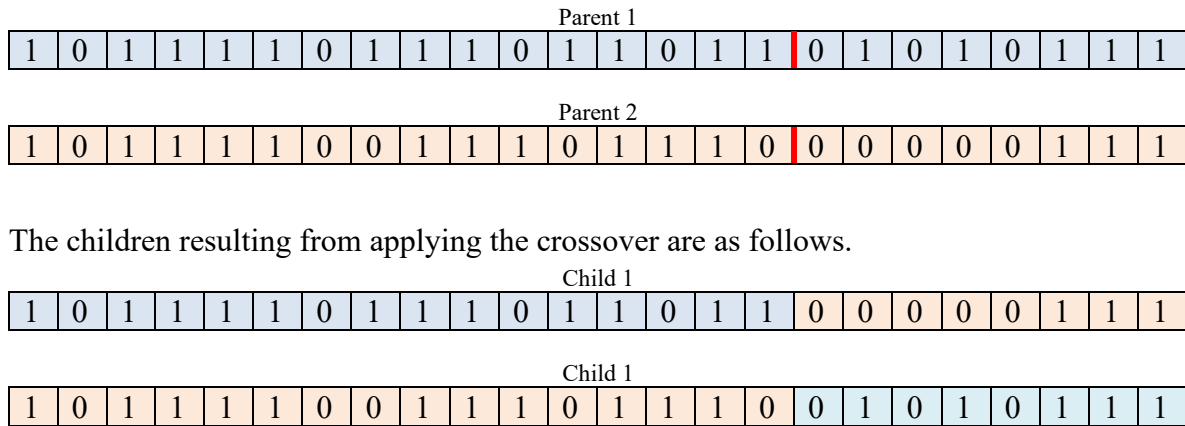 Parent 1
1 0 1 1 1 1 0 1 1 1 0 1 1 0 1 1 0 1 0 1 0 1 1 1
Parent 2
1 0 1 1 1 1 0 0 1 1 1 0 1 1 1 0 0 0 0 0 0 1 1 1
The children resulting from applying the crossover are as follows.
Child 1
1 0 1 1 1 1 0 1 1 1 0 1 1 0 1 1 0 0 0 0 0 1 1 1
Child 1
1 0 1 1 1 1 0 0 1 1 1 0 1 1 1 0 0 1 0 1 0 1 1 1